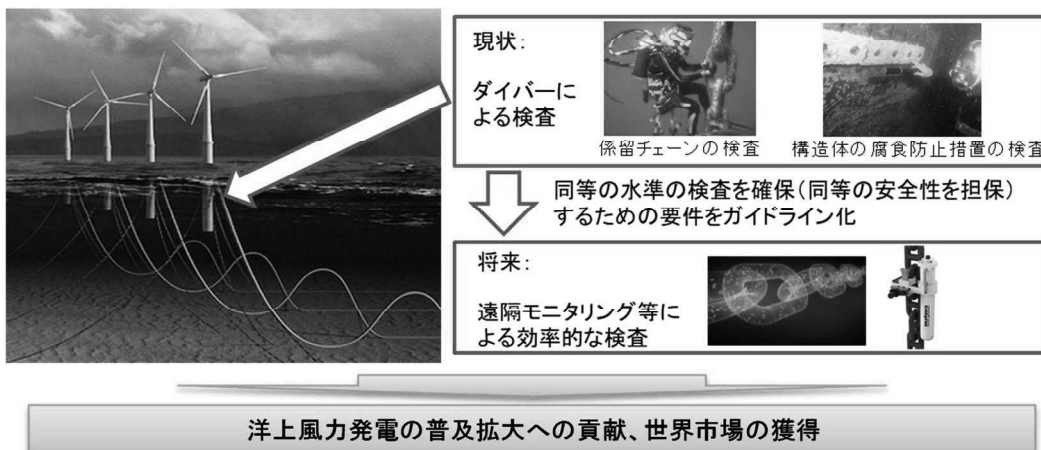 現状:
ダイバーに
よる検査
係留チェーンの検査
構造体の腐食防止措置の検査
同等の水準の検査を確保(同等の安全性を担保)
するための要件をガイドライン化
将来:
遠隔モニタリング等
による効率的な検査
洋上風力発電の普及拡大への貢献、世界市場の獲得